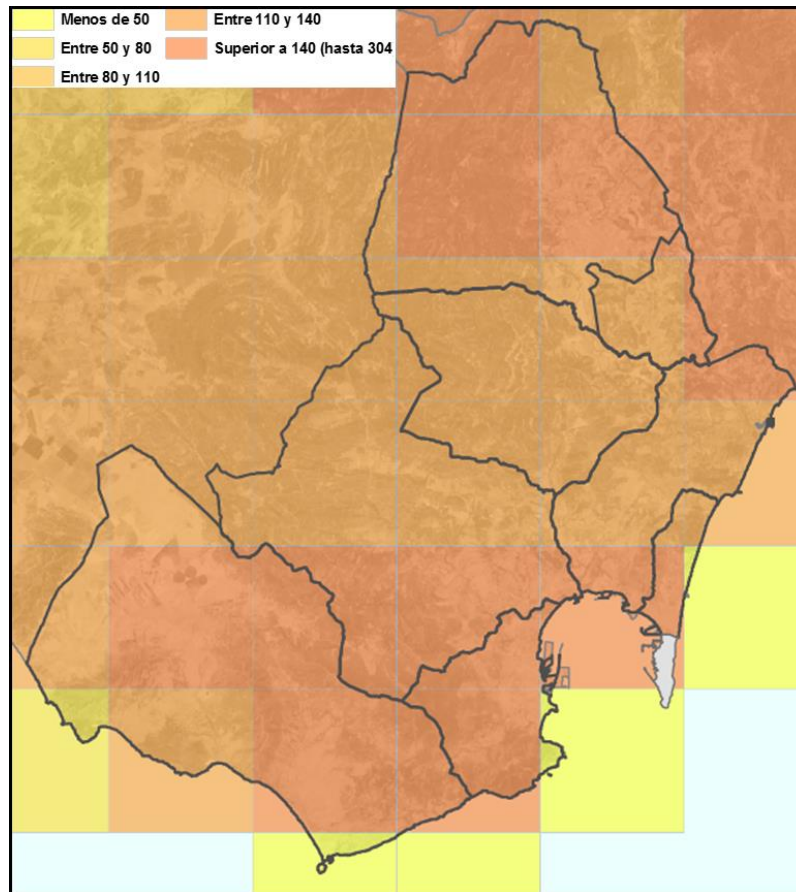 Menos de 50
Entre 50 y 80
Entre 80 y 110
Entre 110 y 140
Superior a 140 (hasta 304